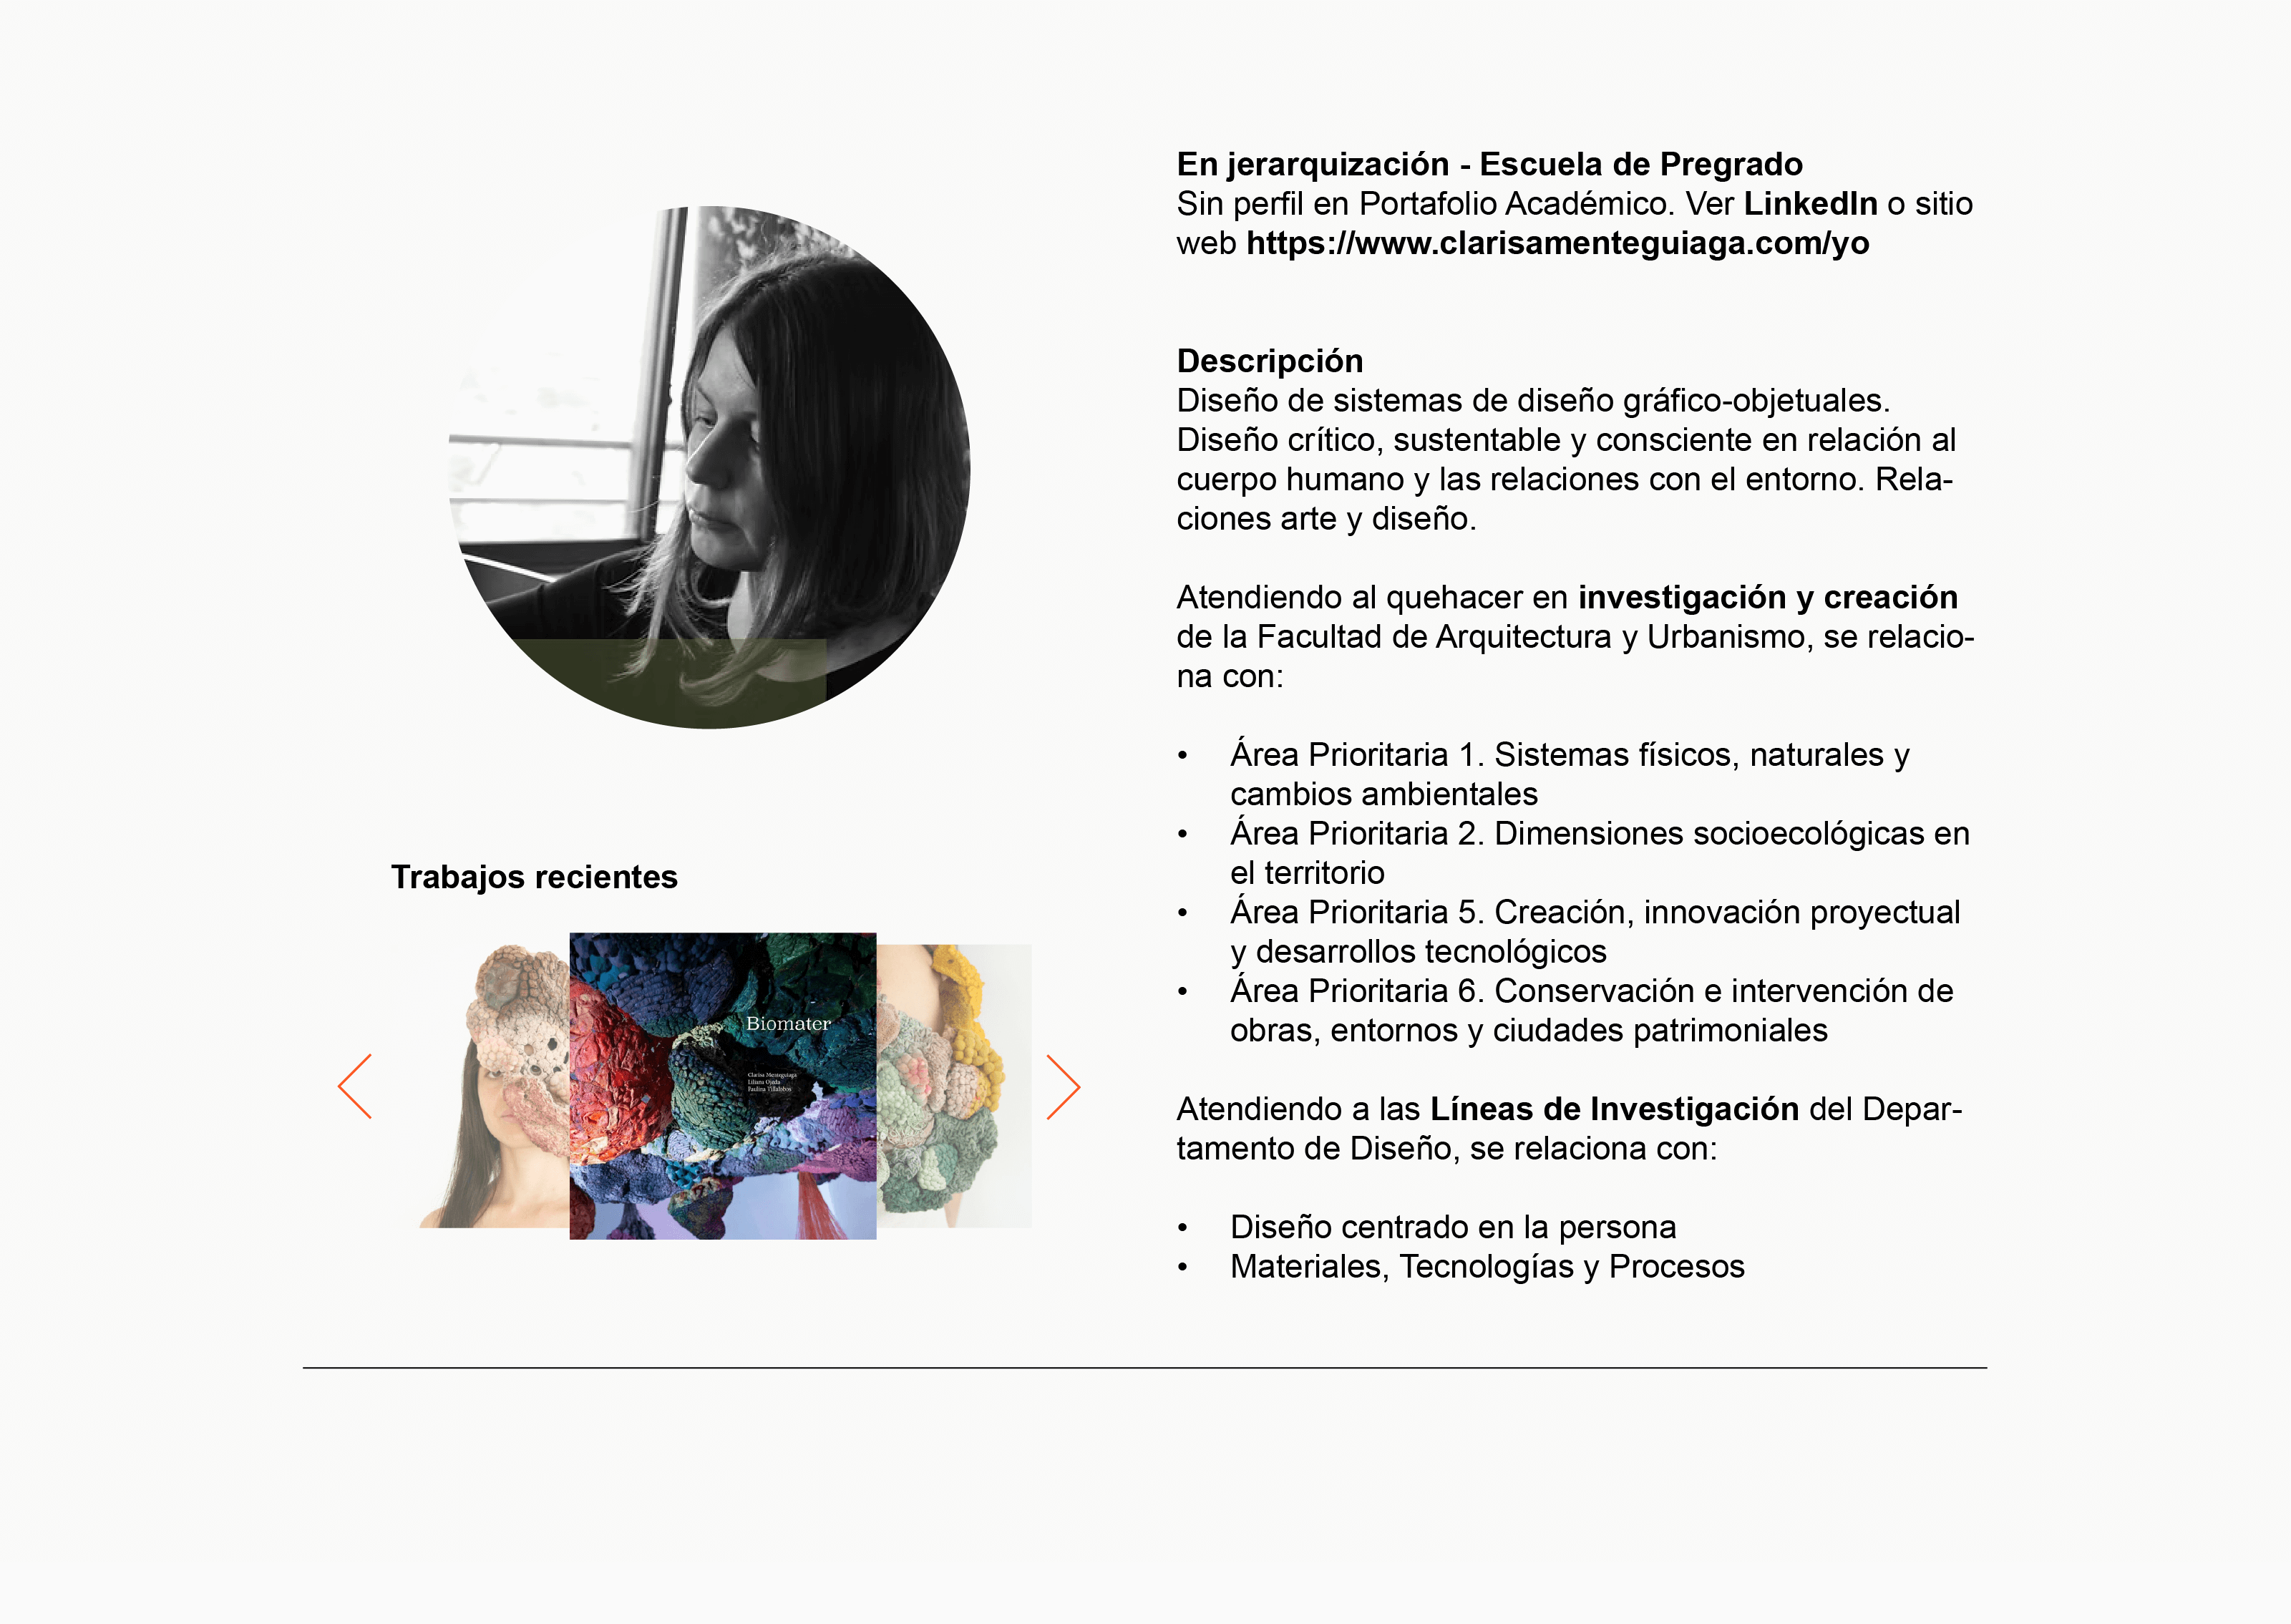 En jerarquización - Escuela de Pregrado
Sin perfil en Portafolio Académico. Ver LinkedIn o sitio
web https://www.clarisamenteguiaga.com/yo
Descripción
Diseño de sistemas de diseño gráfico-objetuales.
Diseño crítico, sustentable y consciente en relación al
cuerpo humano y las relaciones con el entorno. Rela-
ciones arte y diseño.
Atendiendo al quehacer en investigación y creación
de la Facultad de Arquitectura y Urbanismo, se relacio-
na con:
• Área Prioritaria 1. Sistemas físicos, naturales y
cambios ambientales
• Área Prioritaria 2. Dimensiones socioecológicas en
el territorio
• Área Prioritaria 5. Creación, innovación proyectual
y desarrollos tecnológicos
• Área Prioritaria 6. Conservación e intervención de
obras, entornos y ciudades patrimoniales
Atendiendo a las Líneas de Investigación del Depar-
tamento de Diseño, se relaciona con:
• Diseño centrado en la persona
• Materiales, Tecnologías y Procesos
Trabajos recientes
Biomater
Clarisa Menteguiaga
Liliana Ojeda
Paulina Villalobos